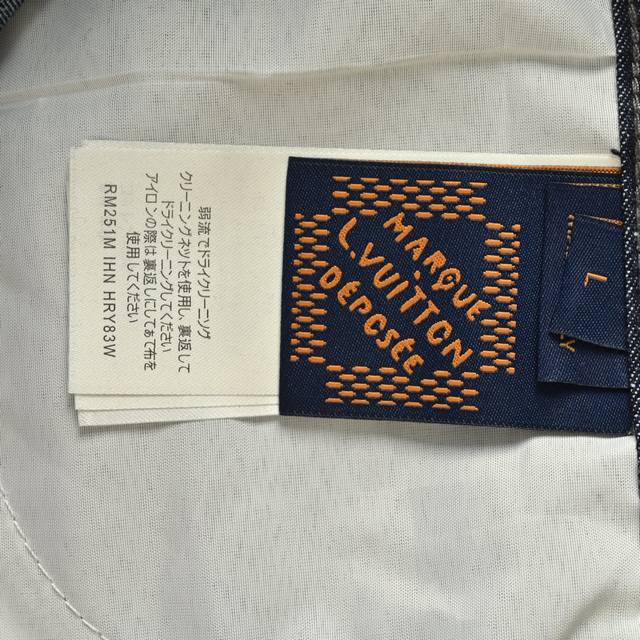 弱流でドライクリーニング
クリーニングネットを使用し、裏返して
ドライクリーニングしてください
アイロンの際は裏返しにしてあて布を
使用してください
RM251M IHN HRY83W
MARQUE
L.VUITTON
DÉPOSÉE
L
Y